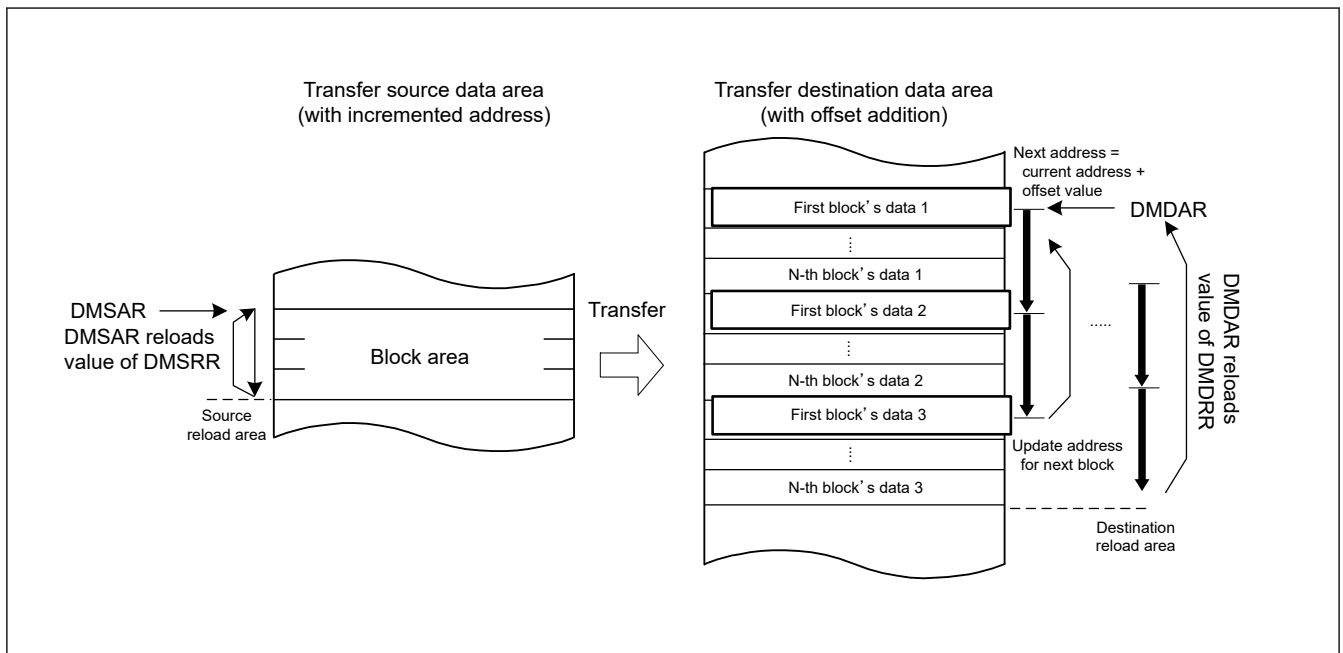 Transfer source data area
(with incremented address)
Transfer destination data area
(with offset addition)
DMSAR
DMSAR reloads
value of DMSRR
Source
reload area
Block area
Transfer
First block’s data 1
⋮
N-th block’s data 1
First block’s data 2
⋮
N-th block’s data 2
First block’s data 3
⋮
N-th block’s data 3
Next address =
current address +
offset value
DMDAR
.....
Update address
for next block
DMDAR reloads
value of DMDRR
Destination
reload area